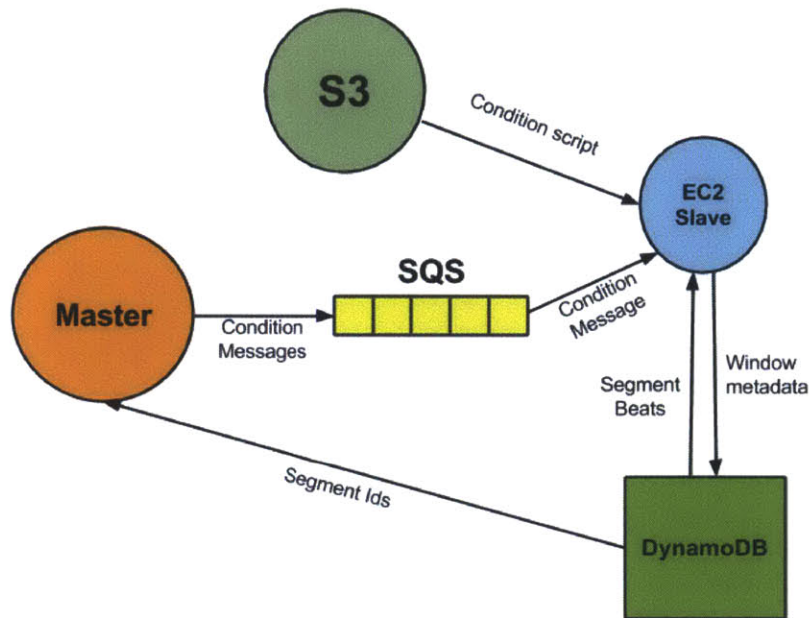 S3
Condition script
EC2
Slave
SQS
Master
Condition
Messages
Condition
Message
Segment
Beats
Window
metadata
Segment Ids
DynamoDB